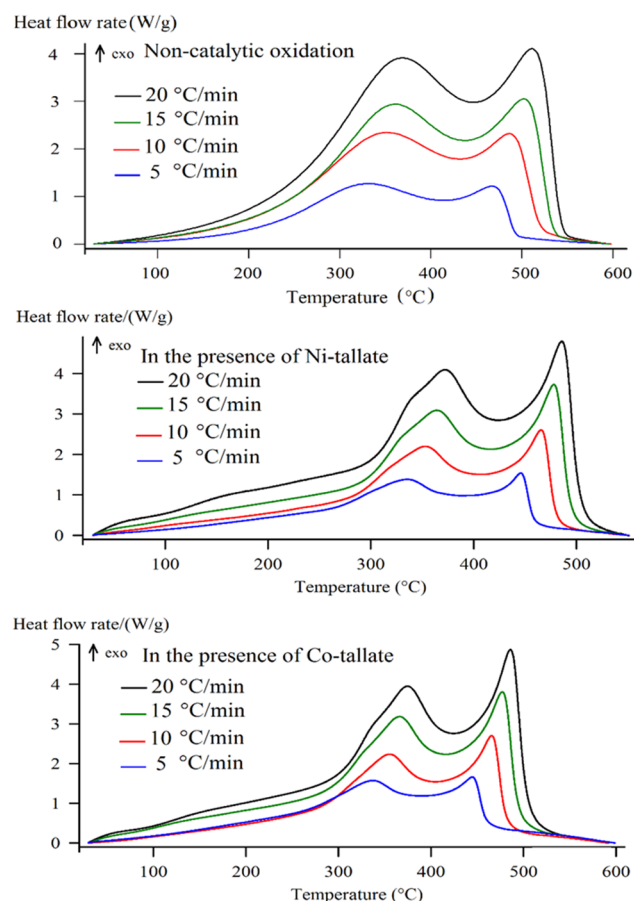 Heat flow rate(W/g)
↑ exo Non-catalytic oxidation
4
3
2
1
0
20 °C/min
15 °C/min
10 °C/min
5 °C/min
100 200 300 400 500 600
Temperature (°C)
Heat flow rate/(W/g)
↑ exo In the presence of Ni-tallate
4
3
2
1
0
20 °C/min
15 °C/min
10 °C/min
5 °C/min
0 100 200 300 400 500
Temperature (°C)
Heat flow rate/(W/g)
↑ exo In the presence of Co-tallate
5
4
3
2
1
0
20 °C/min
15 °C/min
10 °C/min
5 °C/min
100 200 300 400 500 600
Temperature (°C)